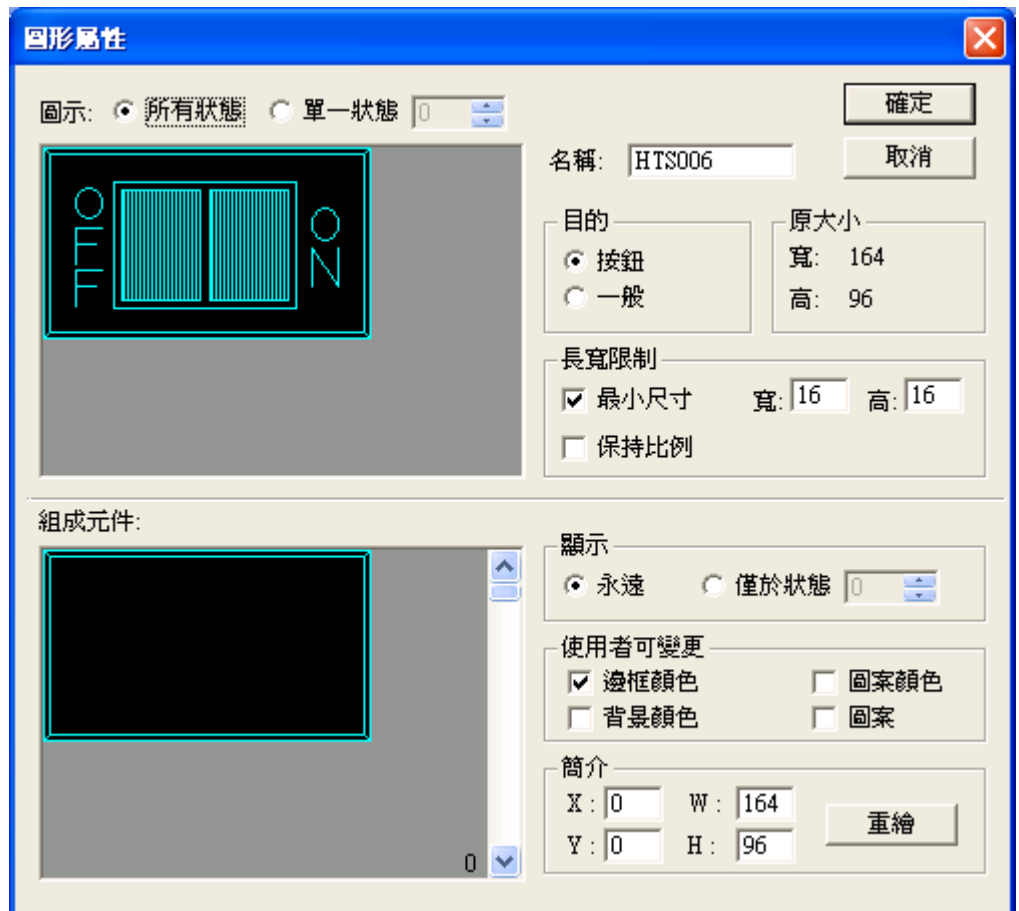 圖形屬性
圖示: 所有狀態 單一狀態 0
確定
取消
OFF
ON
名稱: HTS006
目的
按鈕
一般
原大小
寬: 164
高: 96
長寬限制
最小尺寸 寬: 16 高: 16
保持比例
組成元件:
0
顯示
永遠 僅於狀態 0
使用者可變更
邊框顏色 圖案顏色
背景顏色 圖案
簡介
X : 0 W : 164
Y : 0 H : 96
重繪